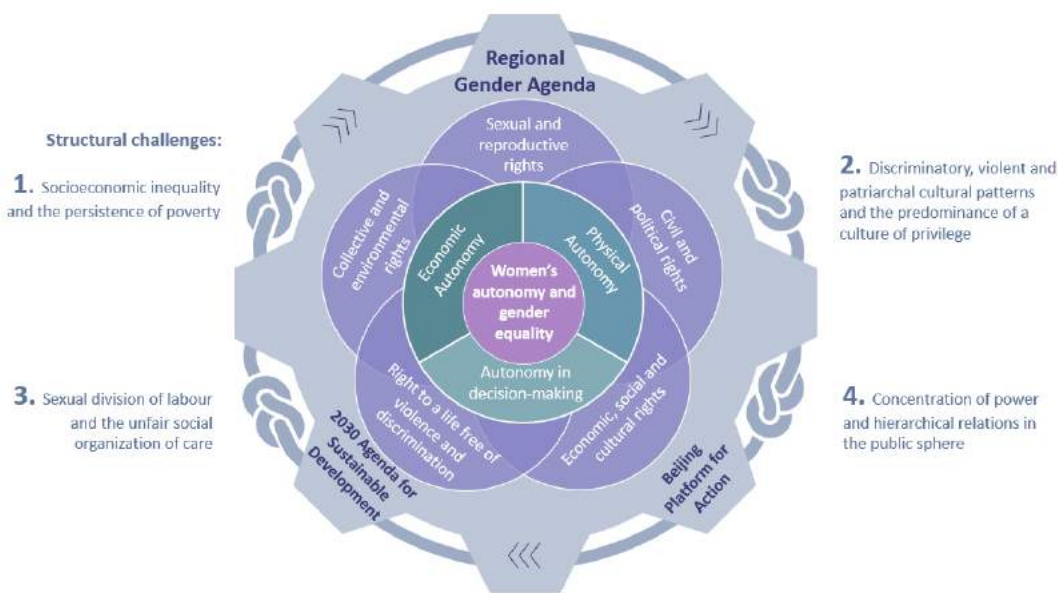 Regional
Gender Agenda
Structural challenges:
1. Socioeconomic inequality
and the persistence of poverty
2. Discriminatory, violent and
patriarchal cultural patterns
and the predominance of a
culture of privilege
3. Sexual division of labour
and the unfair social
organization of care
4. Concentration of power
and hierarchical relations in
the public sphere
Sexual and
reproductive
rights
Collective and
environmental
rights
Civil and
political rights
Economic
Autonomy
Physical
Autonomy
Women's
autonomy and
gender
equality
Autonomy in
decision-making
Right to a life free of
violence and
discrimination
Economic, social and
cultural rights
2030 Agenda for
Sustainable
Development
Beijing
Platform for
Action